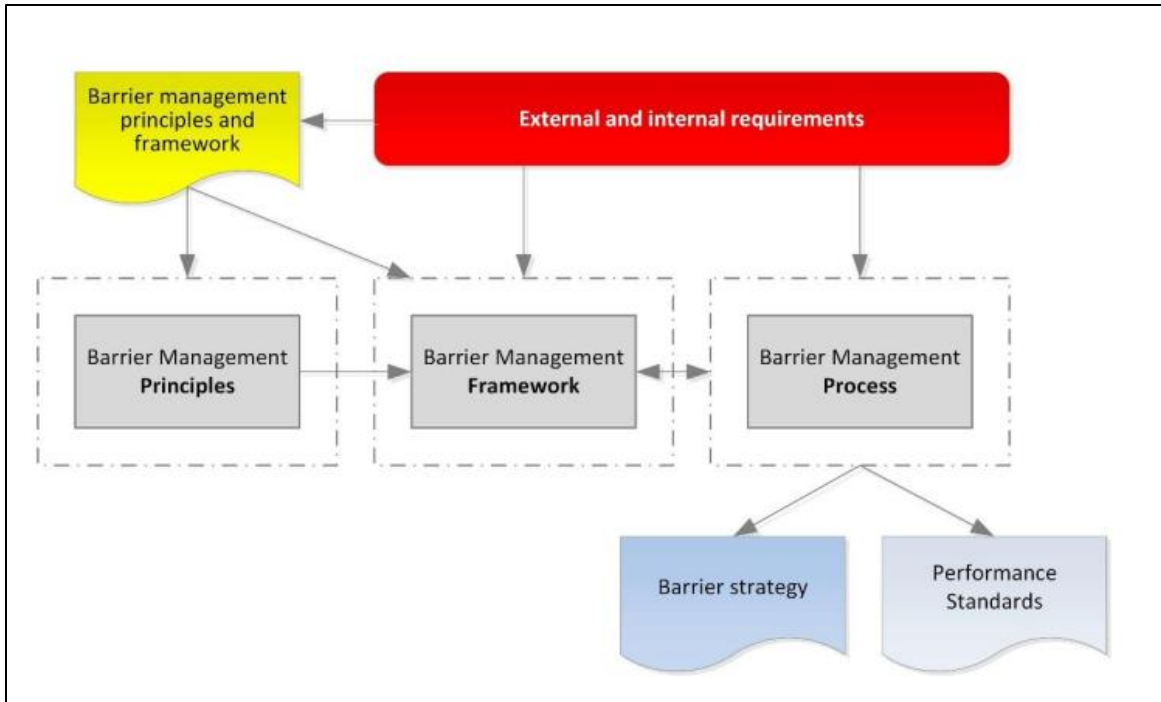 Barrier management
principles and
framework
External and internal requirements
Barrier Management
Principles
Barrier Management
Framework
Barrier Management
Process
Barrier strategy
Performance
Standards